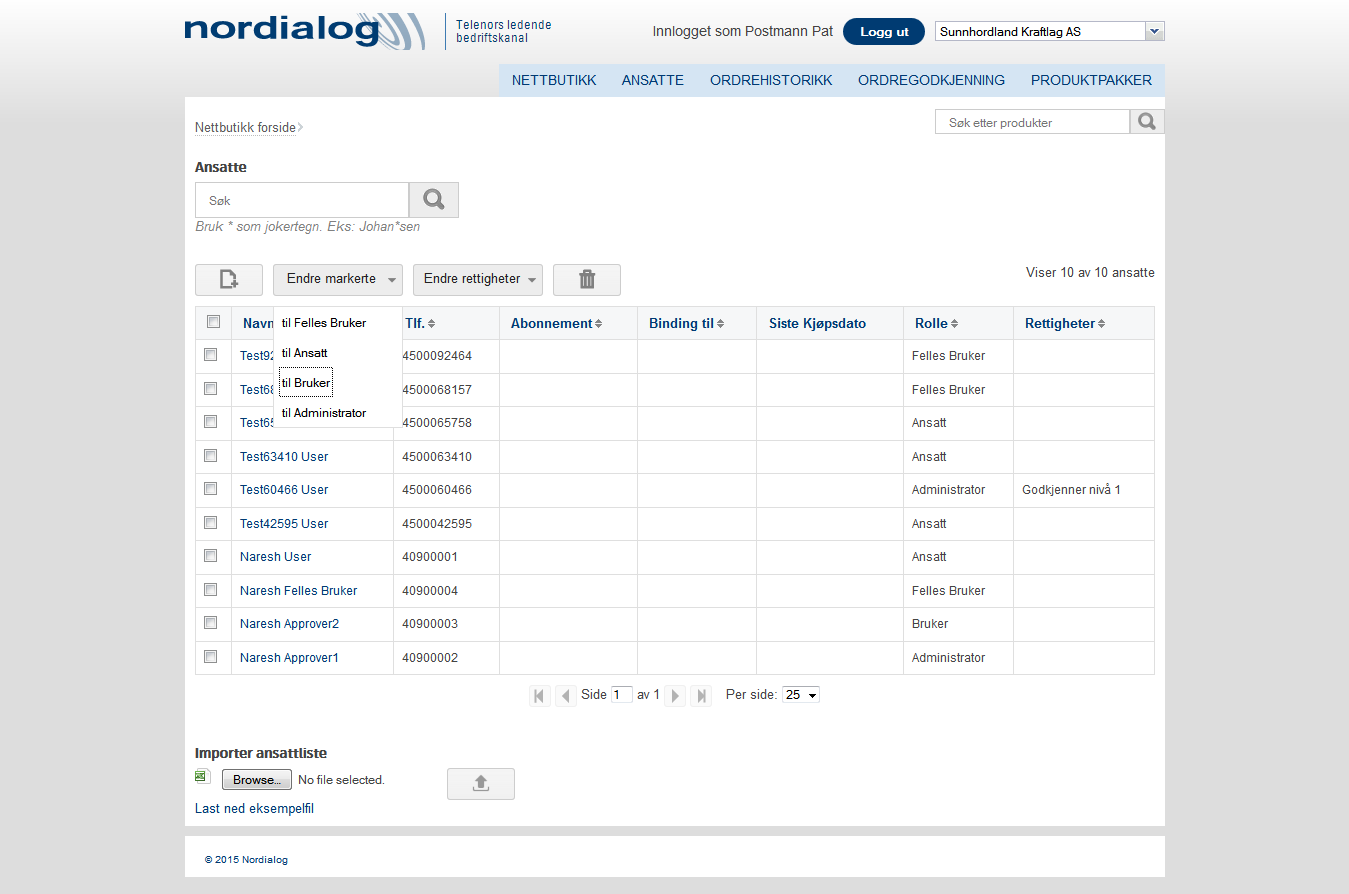 nordialog
Telenors ledende
bedriftskanal
Innlogget som Postmann Pat
Logg ut
Sunnhordland Kraftlag AS
NETTBUTIKK ANSATTE ORDREHISTORIKK ORDREGODKJENNING PRODUKTPAKKER
Nettbutikk forside
Søk etter produkter
Ansatte
Søk
Bruk * som jokertegn. Eks: Johan*sen
Endre markerte Endre rettigheter
Viser 10 av 10 ansatte
Navn Tlf. Abonnement Binding til Siste Kjøpsdato Rolle Rettigheter
til Felles Bruker
til Ansatt
til Bruker
til Administrator
Test92 4500092464 Felles Bruker
Test68 4500068157 Felles Bruker
Test65 4500065758 Ansatt
Test63410 User 4500063410 Ansatt
Test60466 User 4500060466 Administrator Godkjenner nivå 1
Test42595 User 4500042595 Ansatt
Naresh User 40900001 Ansatt
Naresh Felles Bruker 40900004 Felles Bruker
Naresh Approver2 40900003 Bruker
Naresh Approver1 40900002 Administrator
Side 1 av 1 Per side: 25
Importer ansattliste
Browse... No file selected.
Last ned eksempelfil
© 2015 Nordialog